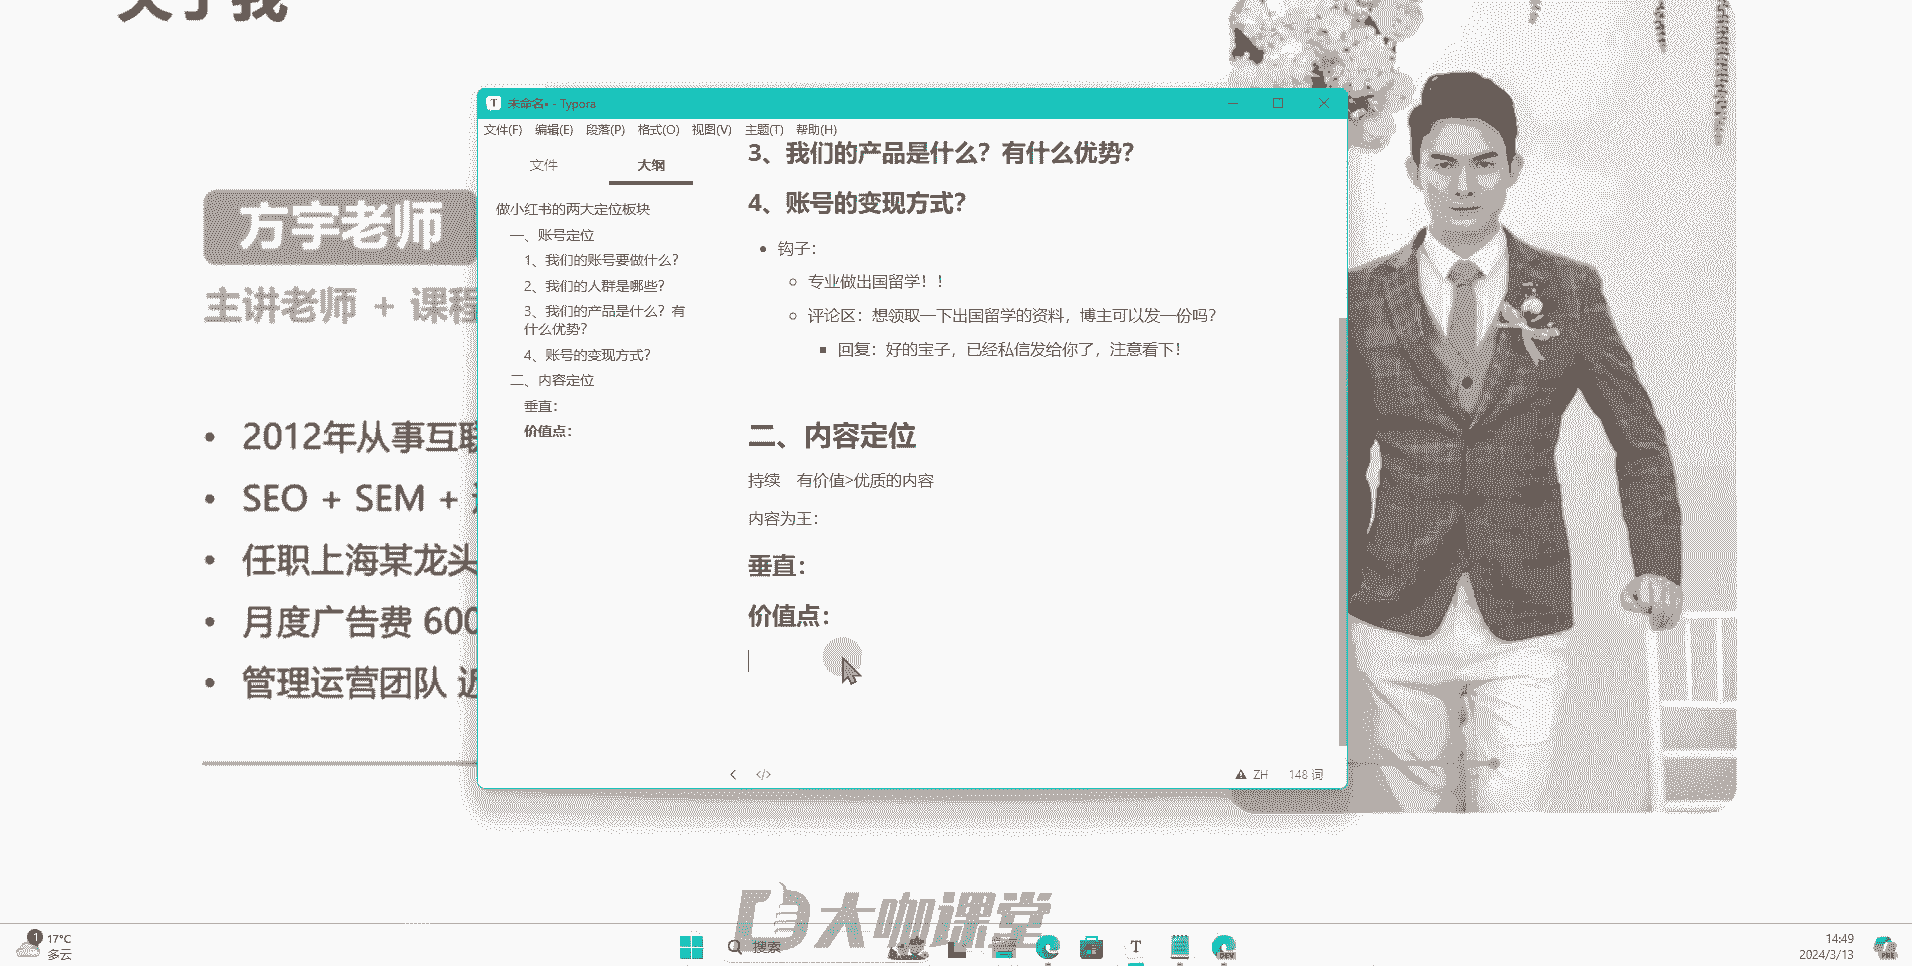 关于我
方宇老师
主讲老师 + 课程
2012年从事互联
SEO + SEM +
任职上海某龙头
月度广告费 600
管理运营团队 近
未命名• - Typora
文件(F) 编辑(E) 段落(P) 格式(O) 视图(V) 主题(T) 帮助(H)
文件 大纲
做小红书的两大定位板块
一、账号定位
1、我们的账号要做什么？
2、我们的人群是哪些？
3、我们的产品是什么？有
什么优势？
4、账号的变现方式？
二、内容定位
垂直：
价值点：
3、我们的产品是什么？有什么优势？
4、账号的变现方式？
钩子：
专业做出国留学！！
评论区：想领取一下出国留学的资料，博主可以发一份吗？
回复：好的宝子，已经私信发给你了，注意看下！
二、内容定位
持续 有价值>优质的内容
内容为王：
垂直：
价值点：
ZH 148 词
大咖课堂
1 17°C
多云
搜索
14:49
2024/3/13